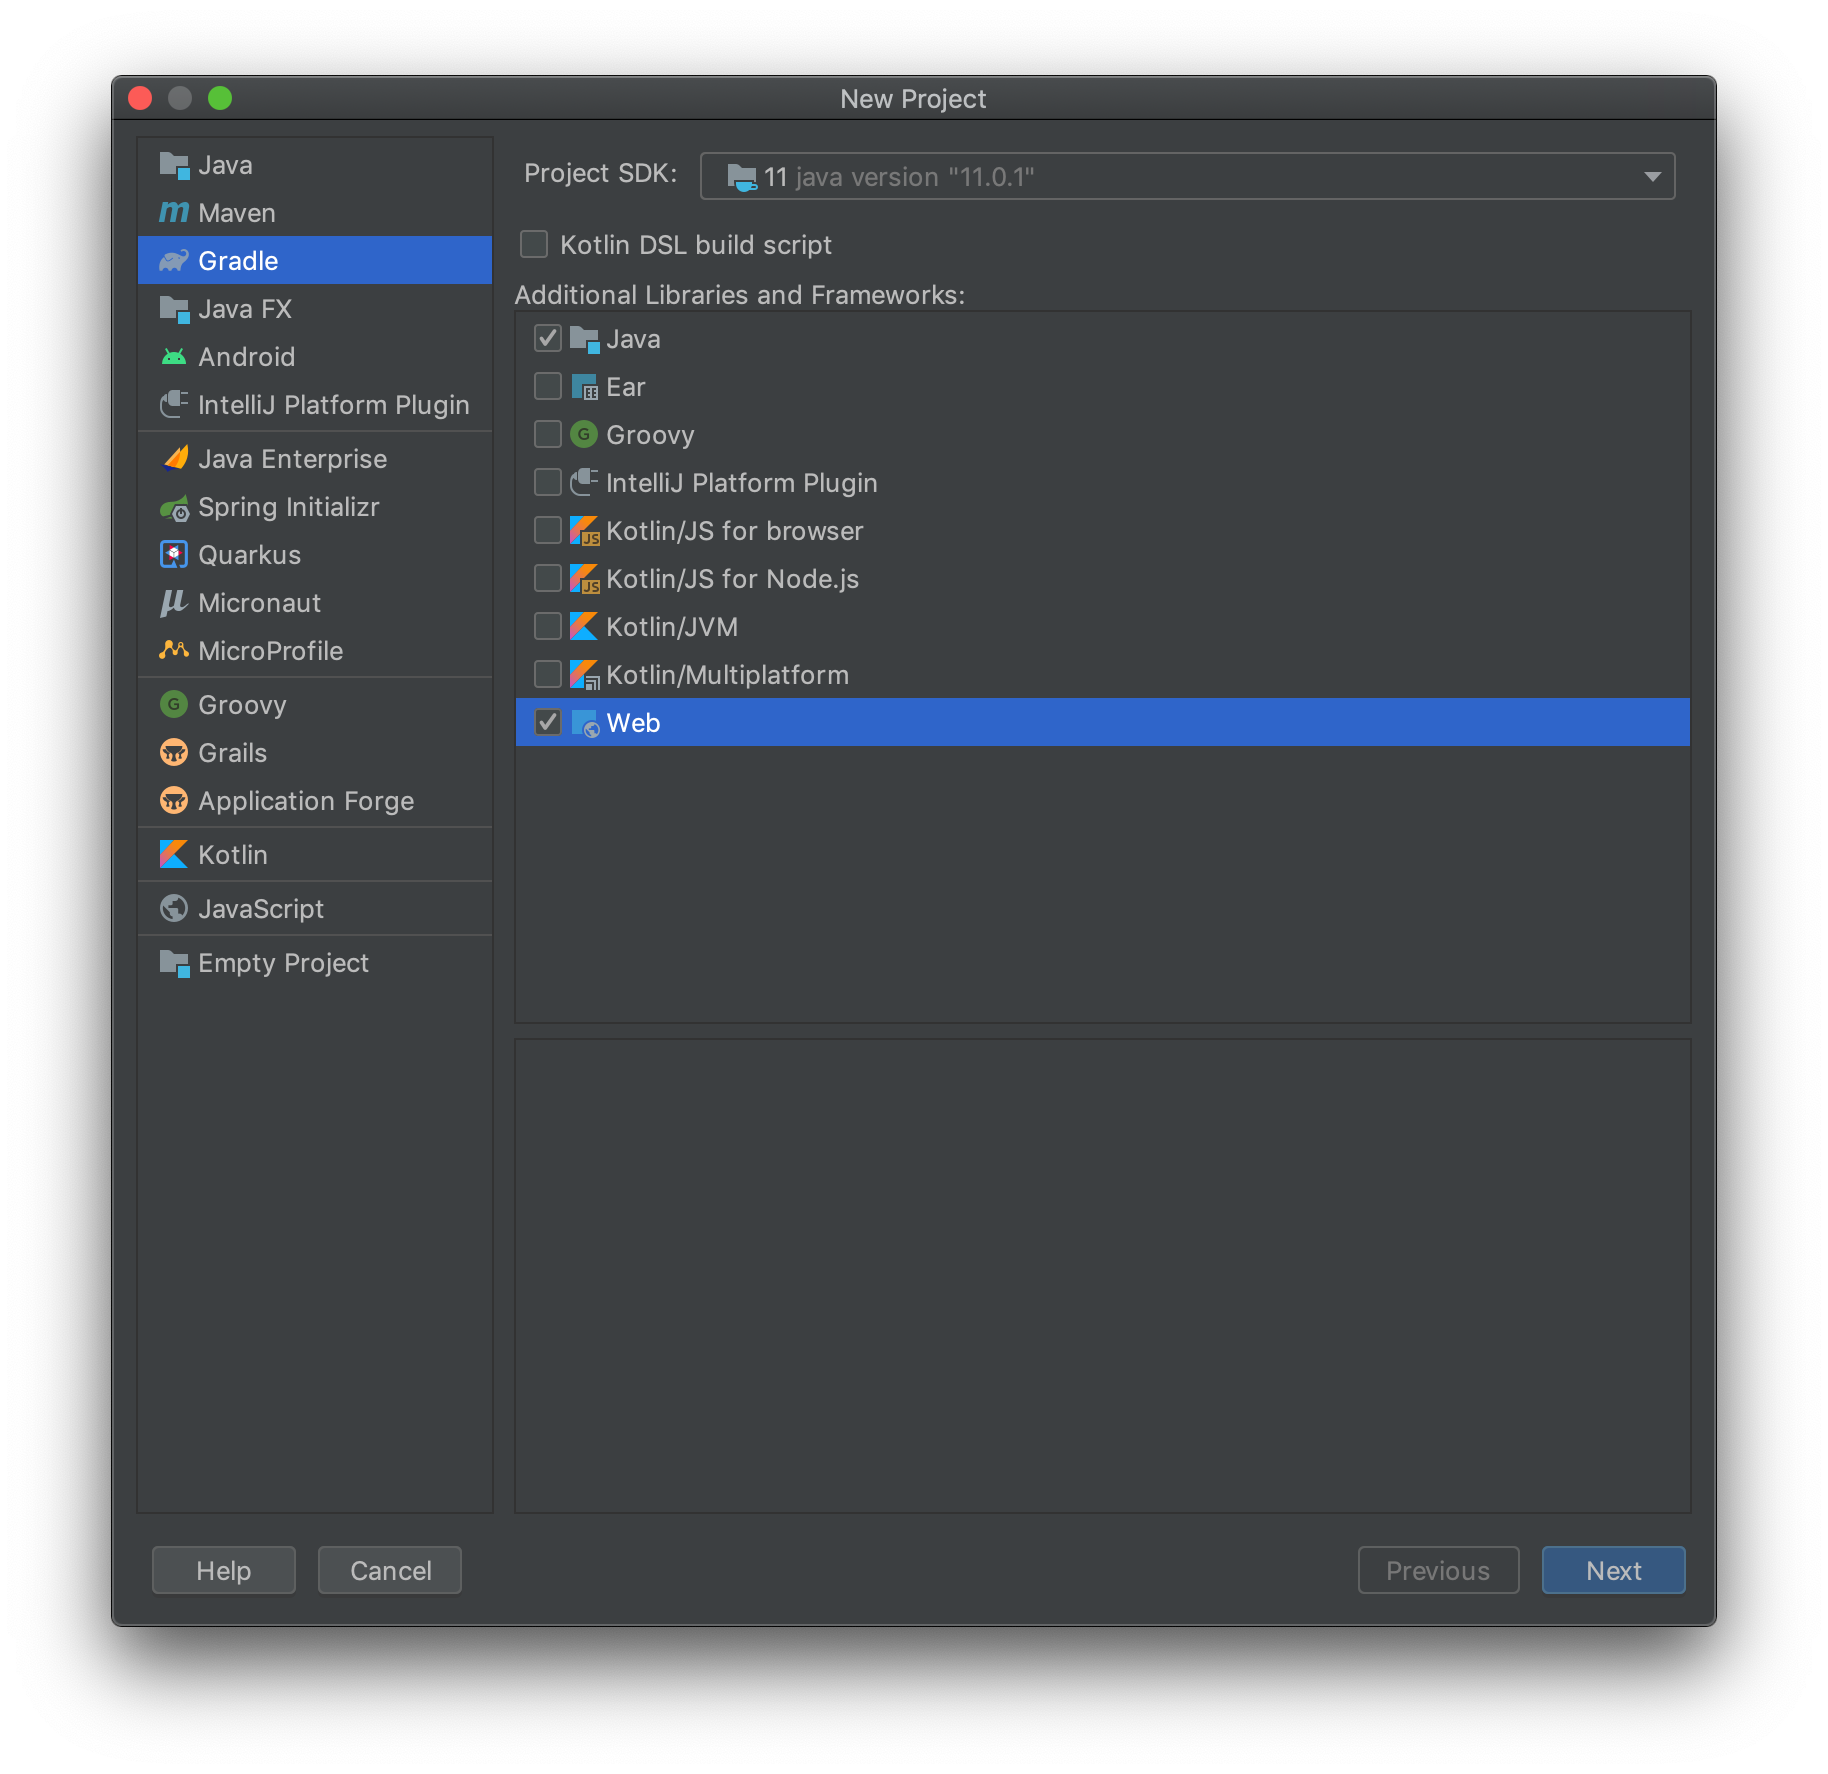 New Project
Java
Maven
Gradle
Java FX
Android
IntelliJ Platform Plugin
Java Enterprise
Spring Initializr
Quarkus
Micronaut
MicroProfile
G Groovy
Grails
Application Forge
Kotlin
JavaScript
Empty Project
Project SDK: 11 java version "11.0.1"
Kotlin DSL build script
Additional Libraries and Frameworks:
Java
EE Ear
G Groovy
IntelliJ Platform Plugin
JS Kotlin/JS for browser
JS Kotlin/JS for Node.js
Kotlin/JVM
Kotlin/Multiplatform
Web
Help Cancel Previous Next